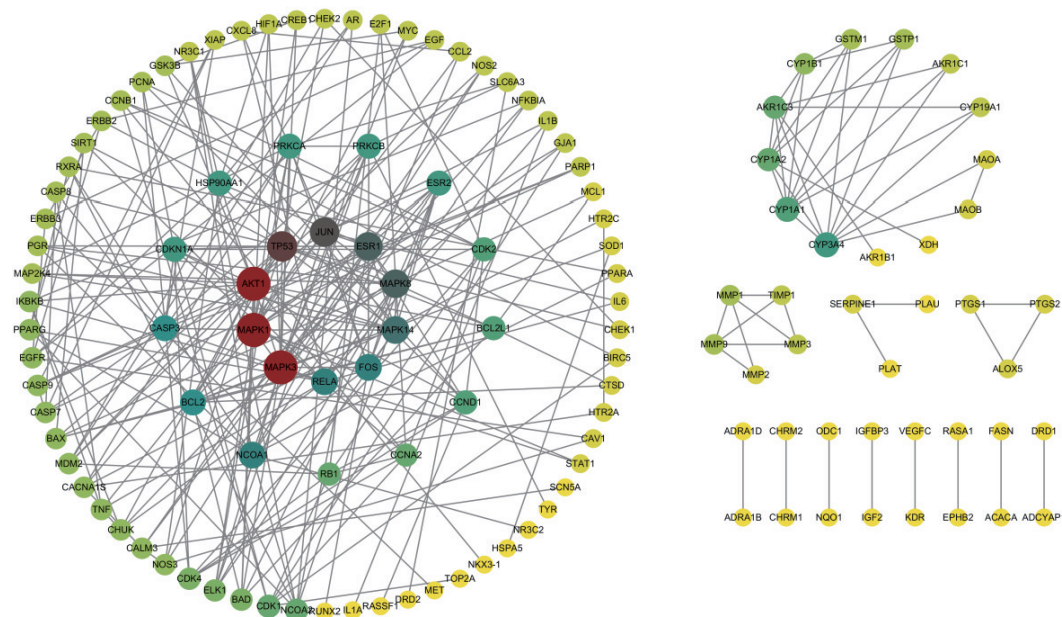 CHEK2
AR
CREB1
E2F1
HIF1A
MYC
CXCL8
EGF
XIAP
CCL2
NR3C1
NOS2
GSK3B
SLC6A3
PCNA
NFKBIA
CCNB1
IL1B
ERBB2
GJA1
SIRT1
PARP1
RXRA
MCL1
CASP8
HTR2C
ERBB3
SOD1
PGR
PPARA
MAP2K4
IL6
IKBKB
CHEK1
PPARG
BIRC5
EGFR
CTSD
CASP9
HTR2A
CASP7
CAV1
BAX
STAT1
MDM2
SCN5A
CACNA1S
TYR
TNF
NR3C2
CHUK
HSPA5
CALM3
NKX3-1
NOS3
TOP2A
CDK4
MET
ELK1
DRD2
BAD
RASSF1
CDK1
IL1A
NCOA2
RUNX2
PRKCA
PRKCB
HSP90AA1
ESR2
CDKN1A
CDK2
CASP3
BCL2L1
BCL2
CCND1
NCOA1
CCNA2
RB1
JUN
TP53
ESR1
AKT1
MAPK8
MAPK1
MAPK14
MAPK3
FOS
RELA
GSTM1
GSTP1
CYP1B1
AKR1C1
AKR1C3
CYP19A1
CYP1A2
MAOA
CYP1A1
MAOB
CYP3A4
XDH
AKR1B1
MMP1
TIMP1
MMP9
MMP3
MMP2
SERPINE1
PLAU
PLAT
PTGS1
PTGS2
ALOX5
ADRA1D
CHRM2
ODC1
IGFBP3
VEGFC
RASA1
FASN
DRD1
ADRA1B
CHRM1
NQO1
IGF2
KDR
EPHB2
ACACA
ADCYAP1